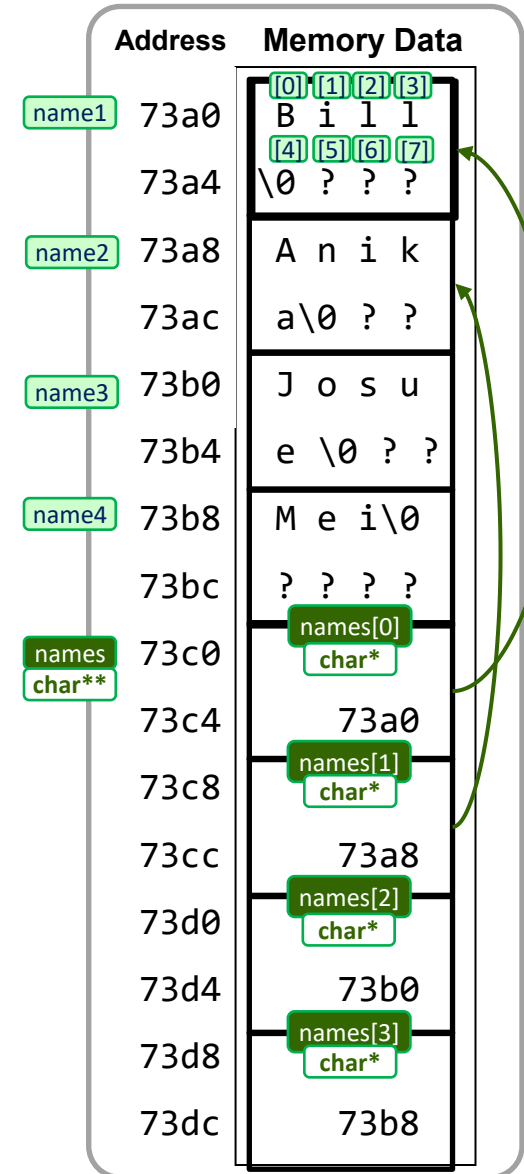 Address Memory Data
[0] [1] [2] [3]
name1 73a0 B i l l
[4] [5] [6] [7]
73a4 \0 ? ? ?
name2 73a8 A n i k
73ac a\0 ? ?
name3 73b0 J o s u
73b4 e \0 ? ?
name4 73b8 M e i\0
73bc ? ? ? ?
names[0]
names 73c0 char*
char**
73c4 73a0
names[1]
73c8 char*
73cc 73a8
names[2]
73d0 char*
73d4 73b0
names[3]
73d8 char*
73dc 73b8